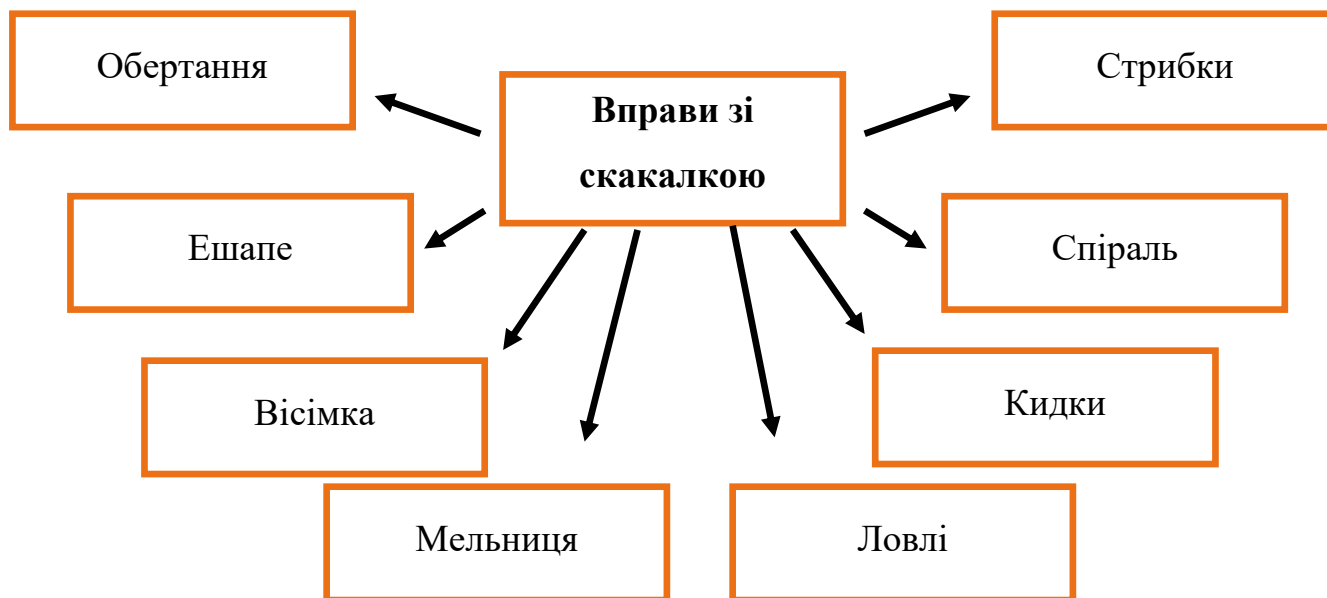 Обертання
Вправи зі
скакалкою
Стрибки
Ешапе
Спіраль
Вісімка
Кидки
Мельниця
Ловлі